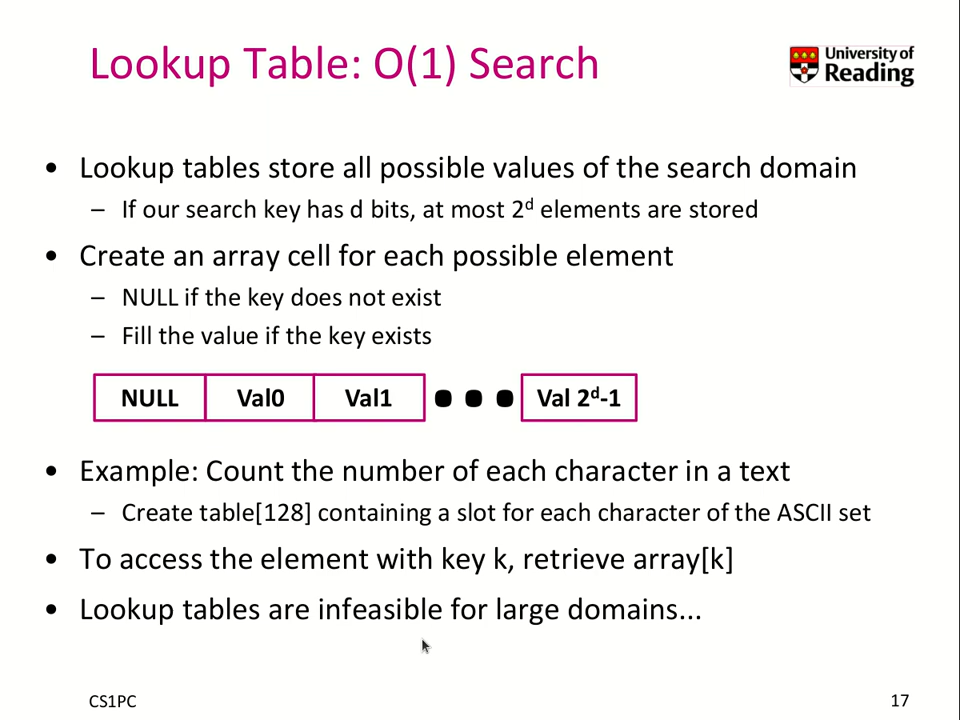 Lookup Table: O(1) Search
University of
Reading
• Lookup tables store all possible values of the search domain
– If our search key has d bits, at most 2ᵈ elements are stored
• Create an array cell for each possible element
– NULL if the key does not exist
– Fill the value if the key exists
NULL Val0 Val1 ● ● ● Val 2ᵈ-1
• Example: Count the number of each character in a text
– Create table[128] containing a slot for each character of the ASCII set
• To access the element with key k, retrieve array[k]
• Lookup tables are infeasible for large domains...
CS1PC 17